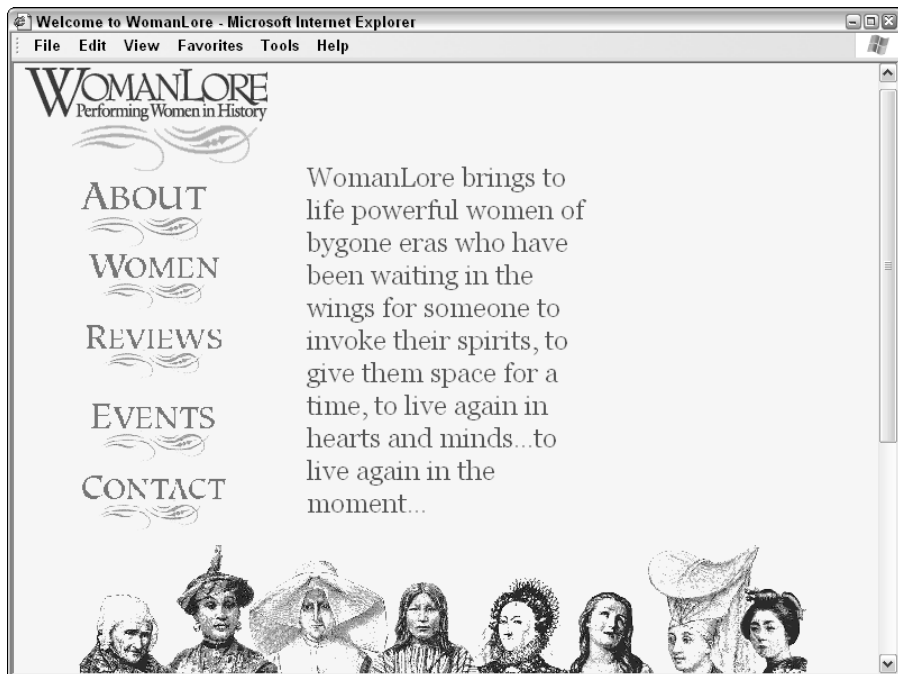 Welcome to WomanLore - Microsoft Internet Explorer
File Edit View Favorites Tools Help
WOMANLORE
Performing Women in History
ABOUT
WOMEN
REVIEWS
EVENTS
CONTACT
WomanLore brings to
life powerful women of
bygone eras who have
been waiting in the
wings for someone to
invoke their spirits, to
give them space for a
time, to live again in
hearts and minds...to
live again in the
moment...